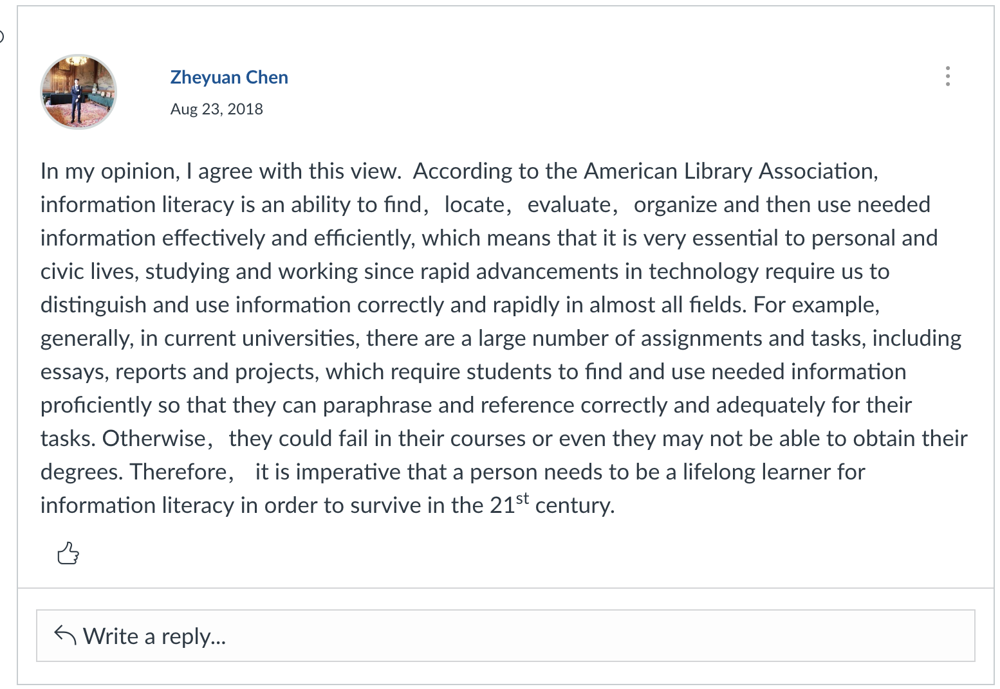 Zheyuan Chen
Aug 23, 2018
In my opinion, I agree with this view.  According to the American Library Association,
information literacy is an ability to find， locate， evaluate， organize and then use needed
information effectively and efficiently, which means that it is very essential to personal and
civic lives, studying and working since rapid advancements in technology require us to
distinguish and use information correctly and rapidly in almost all fields. For example,
generally, in current universities, there are a large number of assignments and tasks, including
essays, reports and projects, which require students to find and use needed information
proficiently so that they can paraphrase and reference correctly and adequately for their
tasks. Otherwise， they could fail in their courses or even they may not be able to obtain their
degrees. Therefore， it is imperative that a person needs to be a lifelong learner for
information literacy in order to survive in the 21st century.
Write a reply...